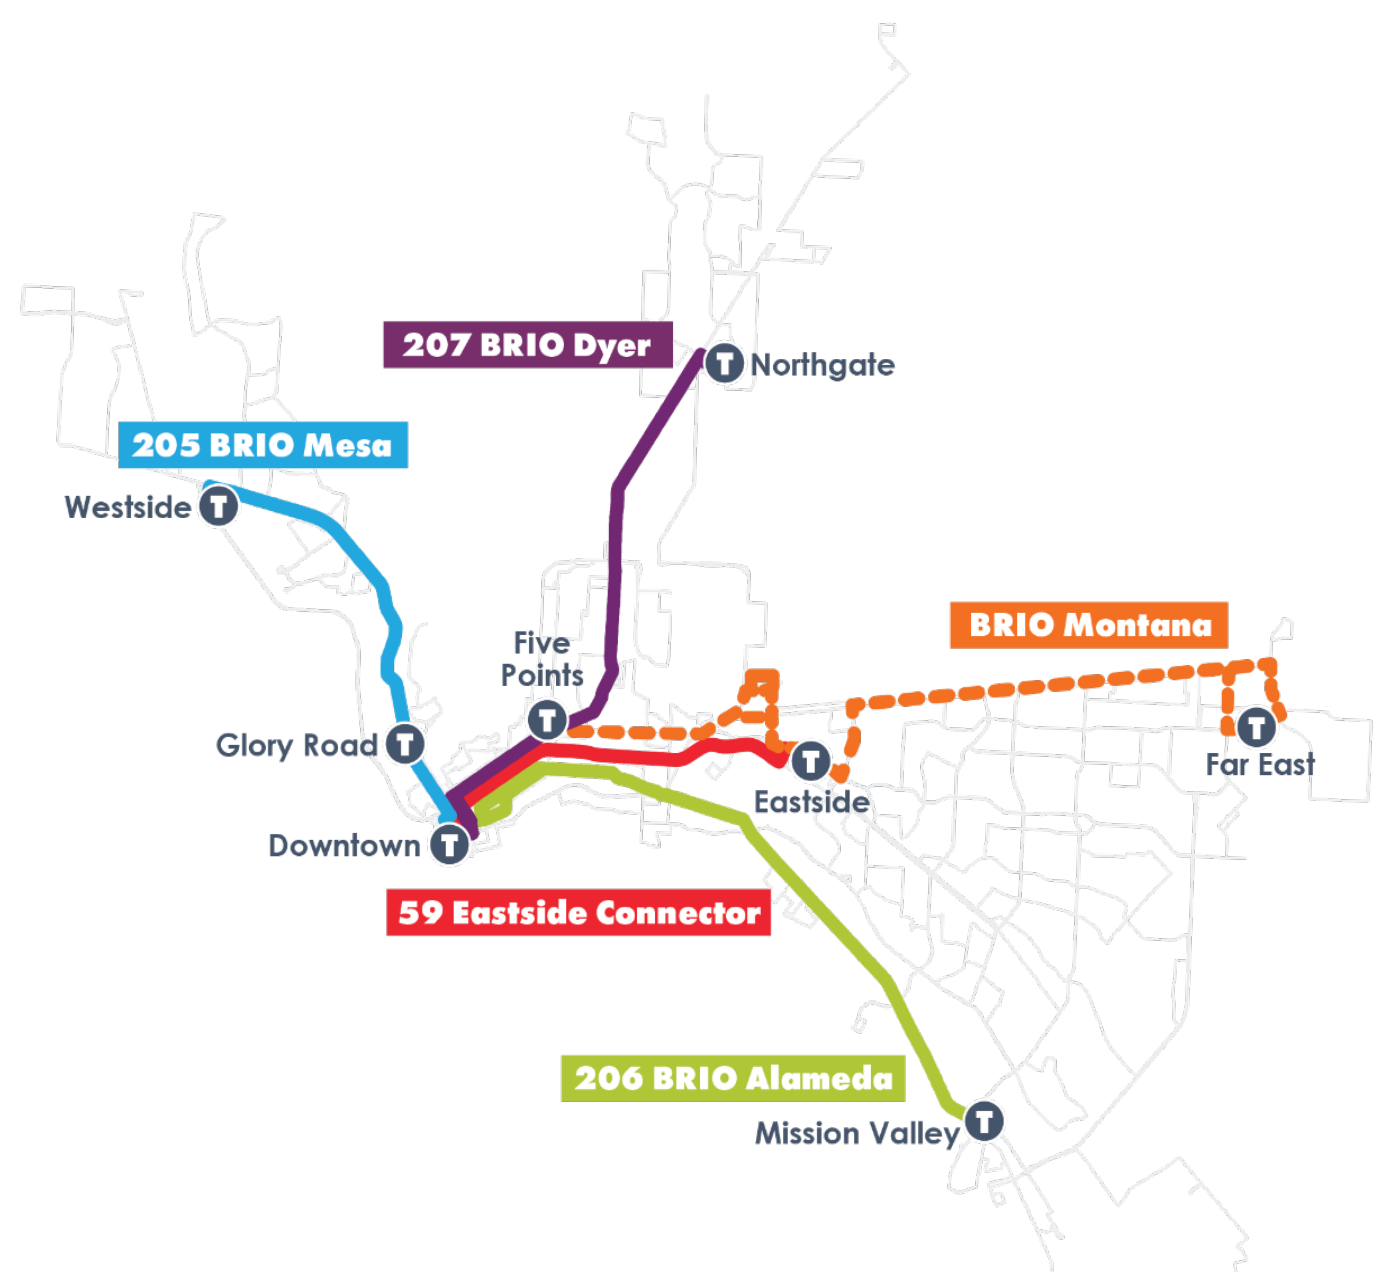 207 BRIO Dyer
T
Northgate
205 BRIO Mesa
Westside
T
BRIO Montana
Five
Points
T
Glory Road
T
T
Far East
T
Eastside
Downtown
T
59 Eastside Connector
206 BRIO Alameda
Mission Valley
T